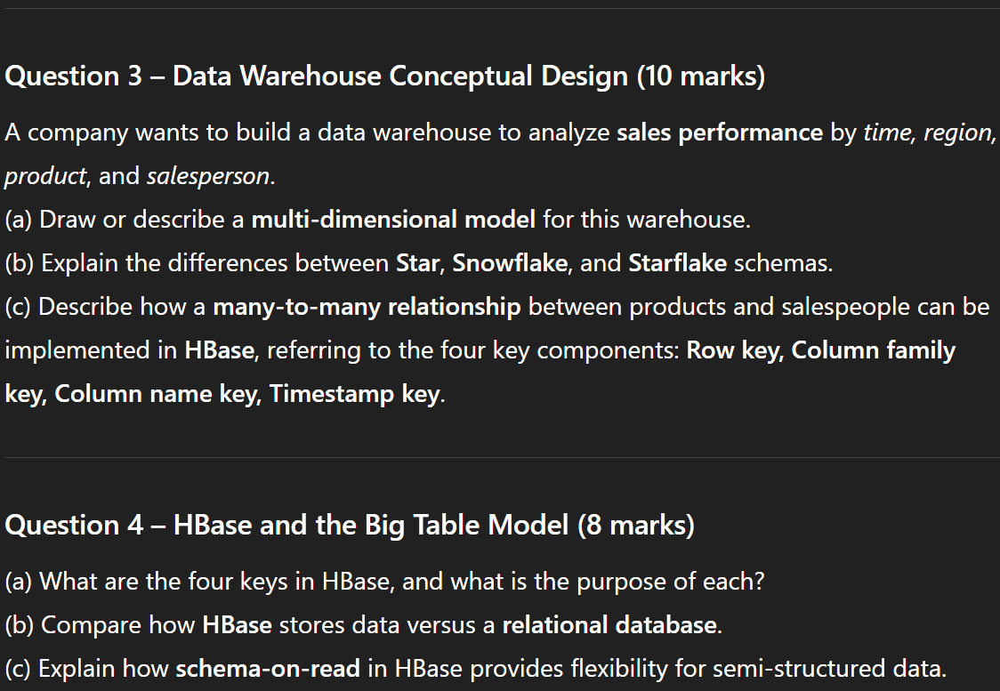 Question 3 – Data Warehouse Conceptual Design (10 marks)
A company wants to build a data warehouse to analyze sales performance by time, region,
product, and salesperson.
(a) Draw or describe a multi-dimensional model for this warehouse.
(b) Explain the differences between Star, Snowflake, and Starflake schemas.
(c) Describe how a many-to-many relationship between products and salespeople can be
implemented in HBase, referring to the four key components: Row key, Column family
key, Column name key, Timestamp key.
Question 4 – HBase and the Big Table Model (8 marks)
(a) What are the four keys in HBase, and what is the purpose of each?
(b) Compare how HBase stores data versus a relational database.
(c) Explain how schema-on-read in HBase provides flexibility for semi-structured data.